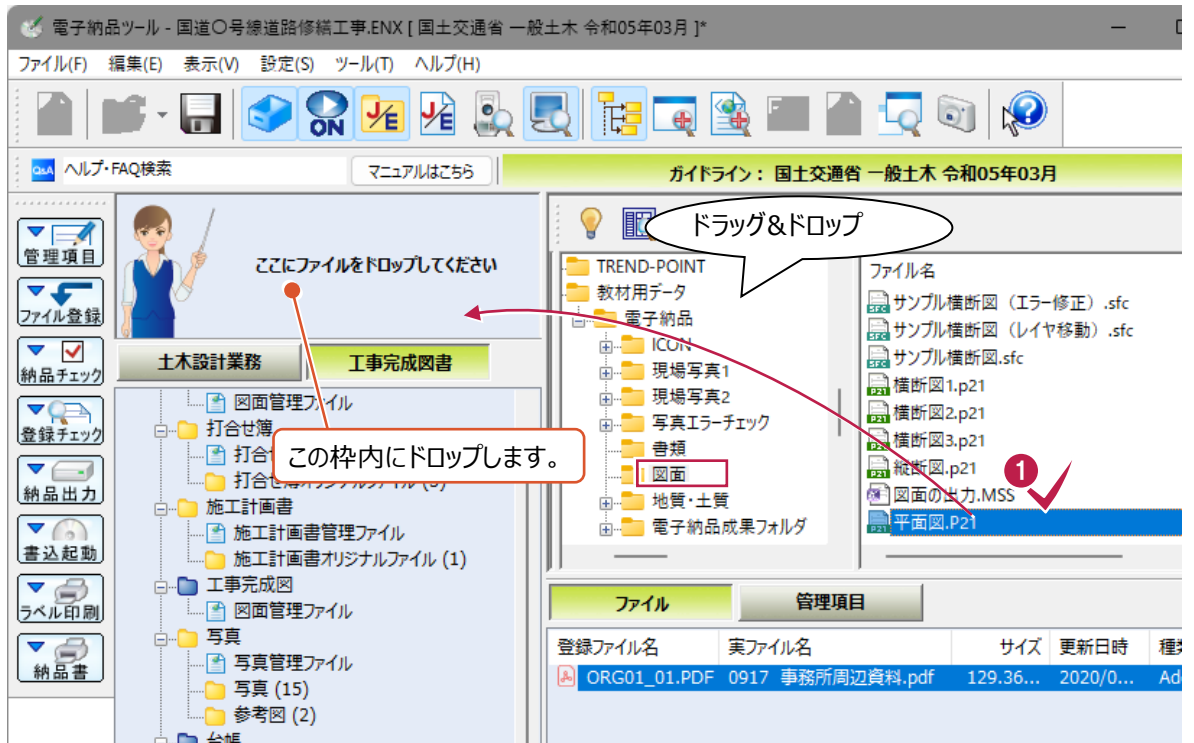 電子納品ツール - 国道〇号線道路修繕工事.ENX [ 国土交通省 一般土木 令和05年03月 ]*
ファイル(F) 編集(E) 表示(V) 設定(S) ツール(T) ヘルプ(H)
ON
J/E
J/E
Q&A ヘルプ・FAQ検索
マニュアルはこちら
ガイドライン： 国土交通省 一般土木 令和05年03月
管理項目
ファイル登録
納品チェック
登録チェック
納品出力
書込起動
ラベル印刷
納品書
ここにファイルをドロップしてください
土木設計業務
工事完成図書
図面管理ファイル
打合せ簿
打合せ
打合せ簿オリジナルファイル
この枠内にドロップします。
施工計画書
施工計画書管理ファイル
施工計画書オリジナルファイル (1)
工事完成図
図面管理ファイル
写真
写真管理ファイル
写真 (15)
参考図 (2)
台帳
ドラッグ&ドロップ
TREND-POINT
教材用データ
電子納品
ICON
現場写真1
現場写真2
写真エラーチェック
書類
図面
地質・土質
電子納品成果フォルダ
ファイル名
サンプル横断図（エラー修正）.sfc
サンプル横断図（レイヤ移動）.sfc
サンプル横断図.sfc
横断図1.p21
横断図2.p21
横断図3.p21
縦断図.p21
図面の出力.MSS
平面図.P21
1
ファイル
管理項目
登録ファイル名 実ファイル名 サイズ 更新日時 種類
ORG01_01.PDF 0917 事務所周辺資料.pdf 129.36... 2020/0... Ad